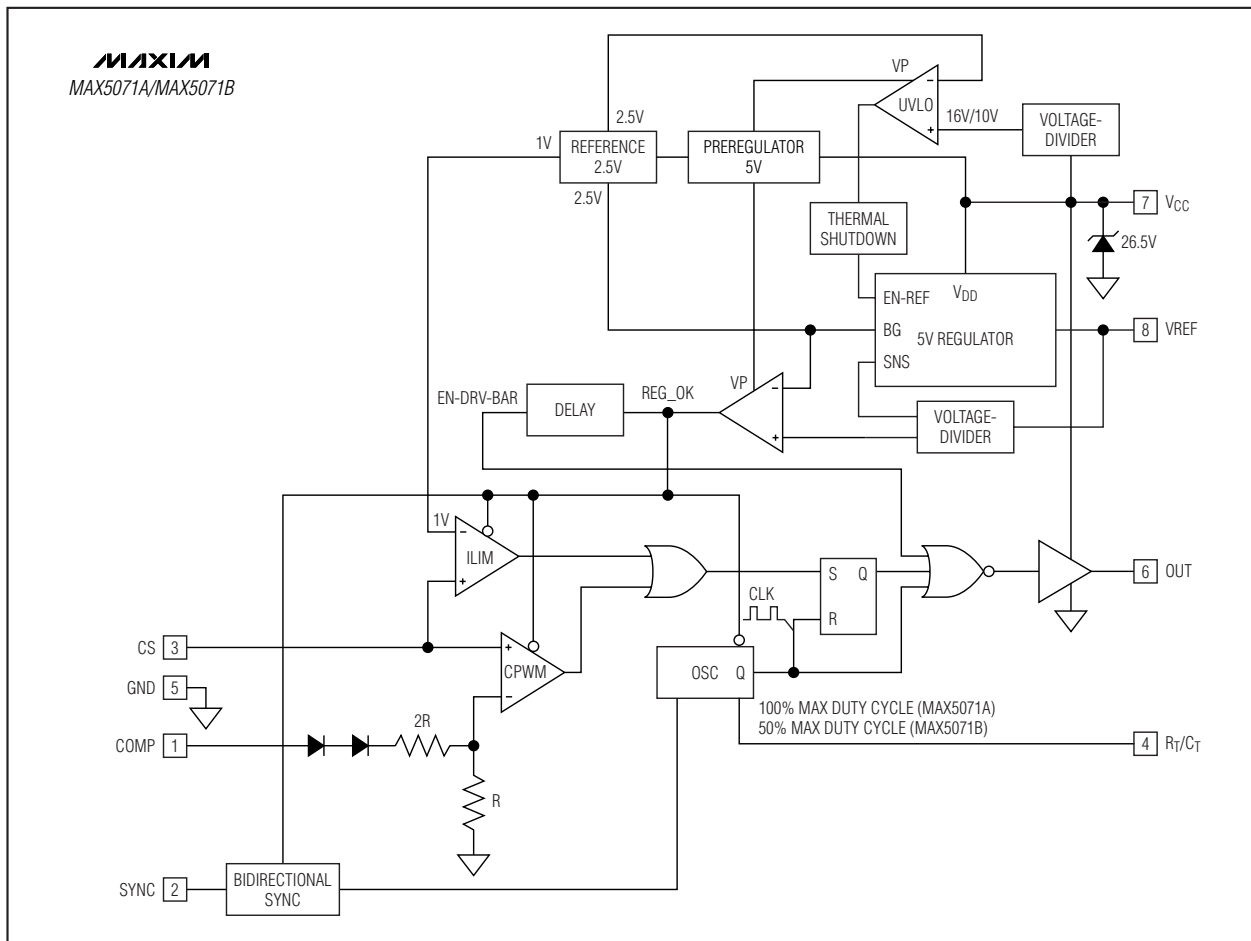 MAXIM
MAX5071A/MAX5071B
VP
2.5V
UVLO
16V/10V
VOLTAGE-
DIVIDER
1V
REFERENCE
2.5V
PREREGULATOR
5V
2.5V
THERMAL
SHUTDOWN
7 VCC
26.5V
VDD
EN-REF
BG
5V REGULATOR
SNS
8 VREF
VP
EN-DRV-BAR
DELAY
REG_OK
VOLTAGE-
DIVIDER
1V
ILIM
S Q
R
CLK
6 OUT
CS 3
CPWM
OSC Q
GND 5
100% MAX DUTY CYCLE (MAX5071A)
50% MAX DUTY CYCLE (MAX5071B)
2R
COMP 1
4 RT/CT
R
SYNC 2
BIDIRECTIONAL
SYNC